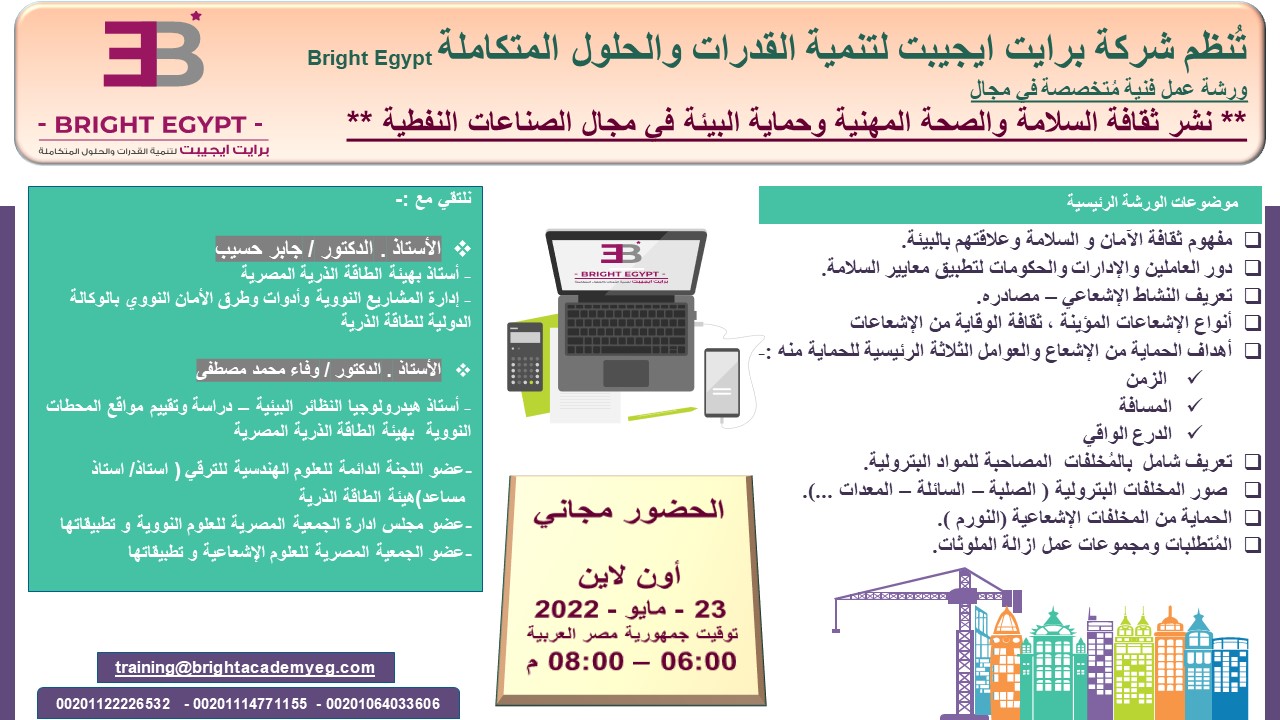 تُنظم شركة برايت ايجيبت لتنمية القدرات والحلول المتكاملة Bright Egypt
ورشة عمل فنية مُتخصصة في مجال
** نشر ثقافة السلامة والصحة المهنية وحماية البيئة في مجال الصناعات النفطية **
EB
- BRIGHT EGYPT -
برايت ايجيبت لتنمية القدرات والحلول المتكاملة
موضوعات الورشة الرئيسية
❑ مفهوم ثقافة الآمان و السلامة وعلاقتهم بالبيئة.
❑ دور العاملين والإدارات والحكومات لتطبيق معايير السلامة.
❑ تعريف النشاط الإشعاعي – مصادره.
❑ أنواع الإشعاعات المؤينة ، ثقافة الوقاية من الإشعاعات
❑ أهداف الحماية من الإشعاع والعوامل الثلاثة الرئيسية للحماية منه :-
✓ الزمن
✓ المسافة
✓ الدرع الواقي
❑ تعريف شامل بالمُخلفات المصاحبة للمواد البترولية.
❑ صور المخلفات البترولية ( الصلبة – السائلة – المعدات ...).
❑ الحماية من المخلفات الإشعاعية (النورم ).
❑ المُتطلبات ومجموعات عمل ازالة الملوثات.
EB
- BRIGHT EGYPT -
الحضور مجاني
أون لاين
23 - مايو - 2022
توقيت جمهورية مصر العربية
06:00 – 08:00 م
نلتقي مع :-
❖ الأستاذ . الدكتور / جابر حسيب
- أستاذ بهيئة الطاقة الذرية المصرية
- إدارة المشاريع النووية وأدوات وطرق الأمان النووي بالوكالة
الدولية للطاقة الذرية
❖ الأستاذ . الدكتور / وفاء محمد مصطفى
- أستاذ هيدرولوجيا النظائر البيئية – دراسة وتقييم مواقع المحطات
النووية بهيئة الطاقة الذرية المصرية
-عضو اللجنة الدائمة للعلوم الهندسية للترقي ( استاذ/ استاذ
مساعد)هيئة الطاقة الذرية
-عضو مجلس ادارة الجمعية المصرية للعلوم النووية و تطبيقاتها
-عضو الجمعية المصرية للعلوم الإشعاعية و تطبيقاتها
training@brightacademyeg.com
00201122226532 - 00201114771155 - 00201064033606